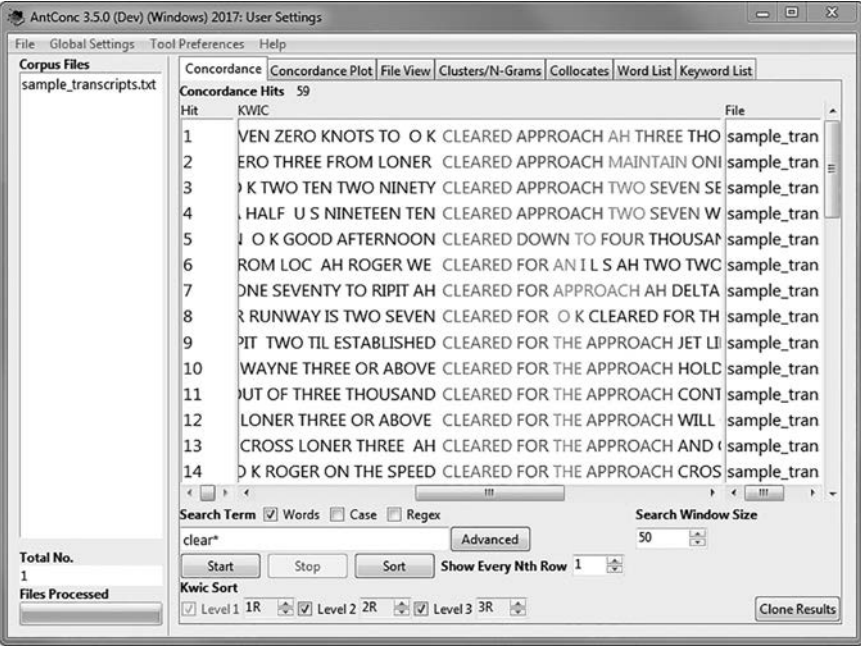 AntConc 3.5.0 (Dev) (Windows) 2017: User Settings
File Global Settings Tool Preferences Help
Corpus Files
sample_transcripts.txt
Concordance Concordance Plot File View Clusters/N-Grams Collocates Word List Keyword List
Concordance Hits 59
Hit KWIC File
1 VEN ZERO KNOTS TO O K CLEARED APPROACH AH THREE THO sample_tran
2 ERO THREE FROM LONER CLEARED APPROACH MAINTAIN ONI sample_tran
3 K TWO TEN TWO NINETY CLEARED APPROACH TWO SEVEN SE sample_tran
4 HALF U S NINETEEN TEN CLEARED APPROACH TWO SEVEN W sample_tran
5 O K GOOD AFTERNOON CLEARED DOWN TO FOUR THOUSAN sample_tran
6 ROM LOC AH ROGER WE CLEARED FOR AN I L S AH TWO TWO sample_tran
7 ONE SEVENTY TO RIPIT AH CLEARED FOR APPROACH AH DELTA sample_tran
8 R RUNWAY IS TWO SEVEN CLEARED FOR O K CLEARED FOR TH sample_tran
9 PIT TWO TIL ESTABLISHED CLEARED FOR THE APPROACH JET LI sample_tran
10 WAYNE THREE OR ABOVE CLEARED FOR THE APPROACH HOLD sample_tran
11 OUT OF THREE THOUSAND CLEARED FOR THE APPROACH CONT sample_tran
12 LONER THREE OR ABOVE CLEARED FOR THE APPROACH WILL sample_tran
13 CROSS LONER THREE AH CLEARED FOR THE APPROACH AND sample_tran
14 K ROGER ON THE SPEED CLEARED FOR THE APPROACH CROS sample_tran
Search Term Words Case Regex Search Window Size
clear* Advanced 50
Start Stop Sort Show Every Nth Row 1
Kwic Sort
Level 1 1R Level 2 2R Level 3 3R Clone Results
Total No.
1
Files Processed